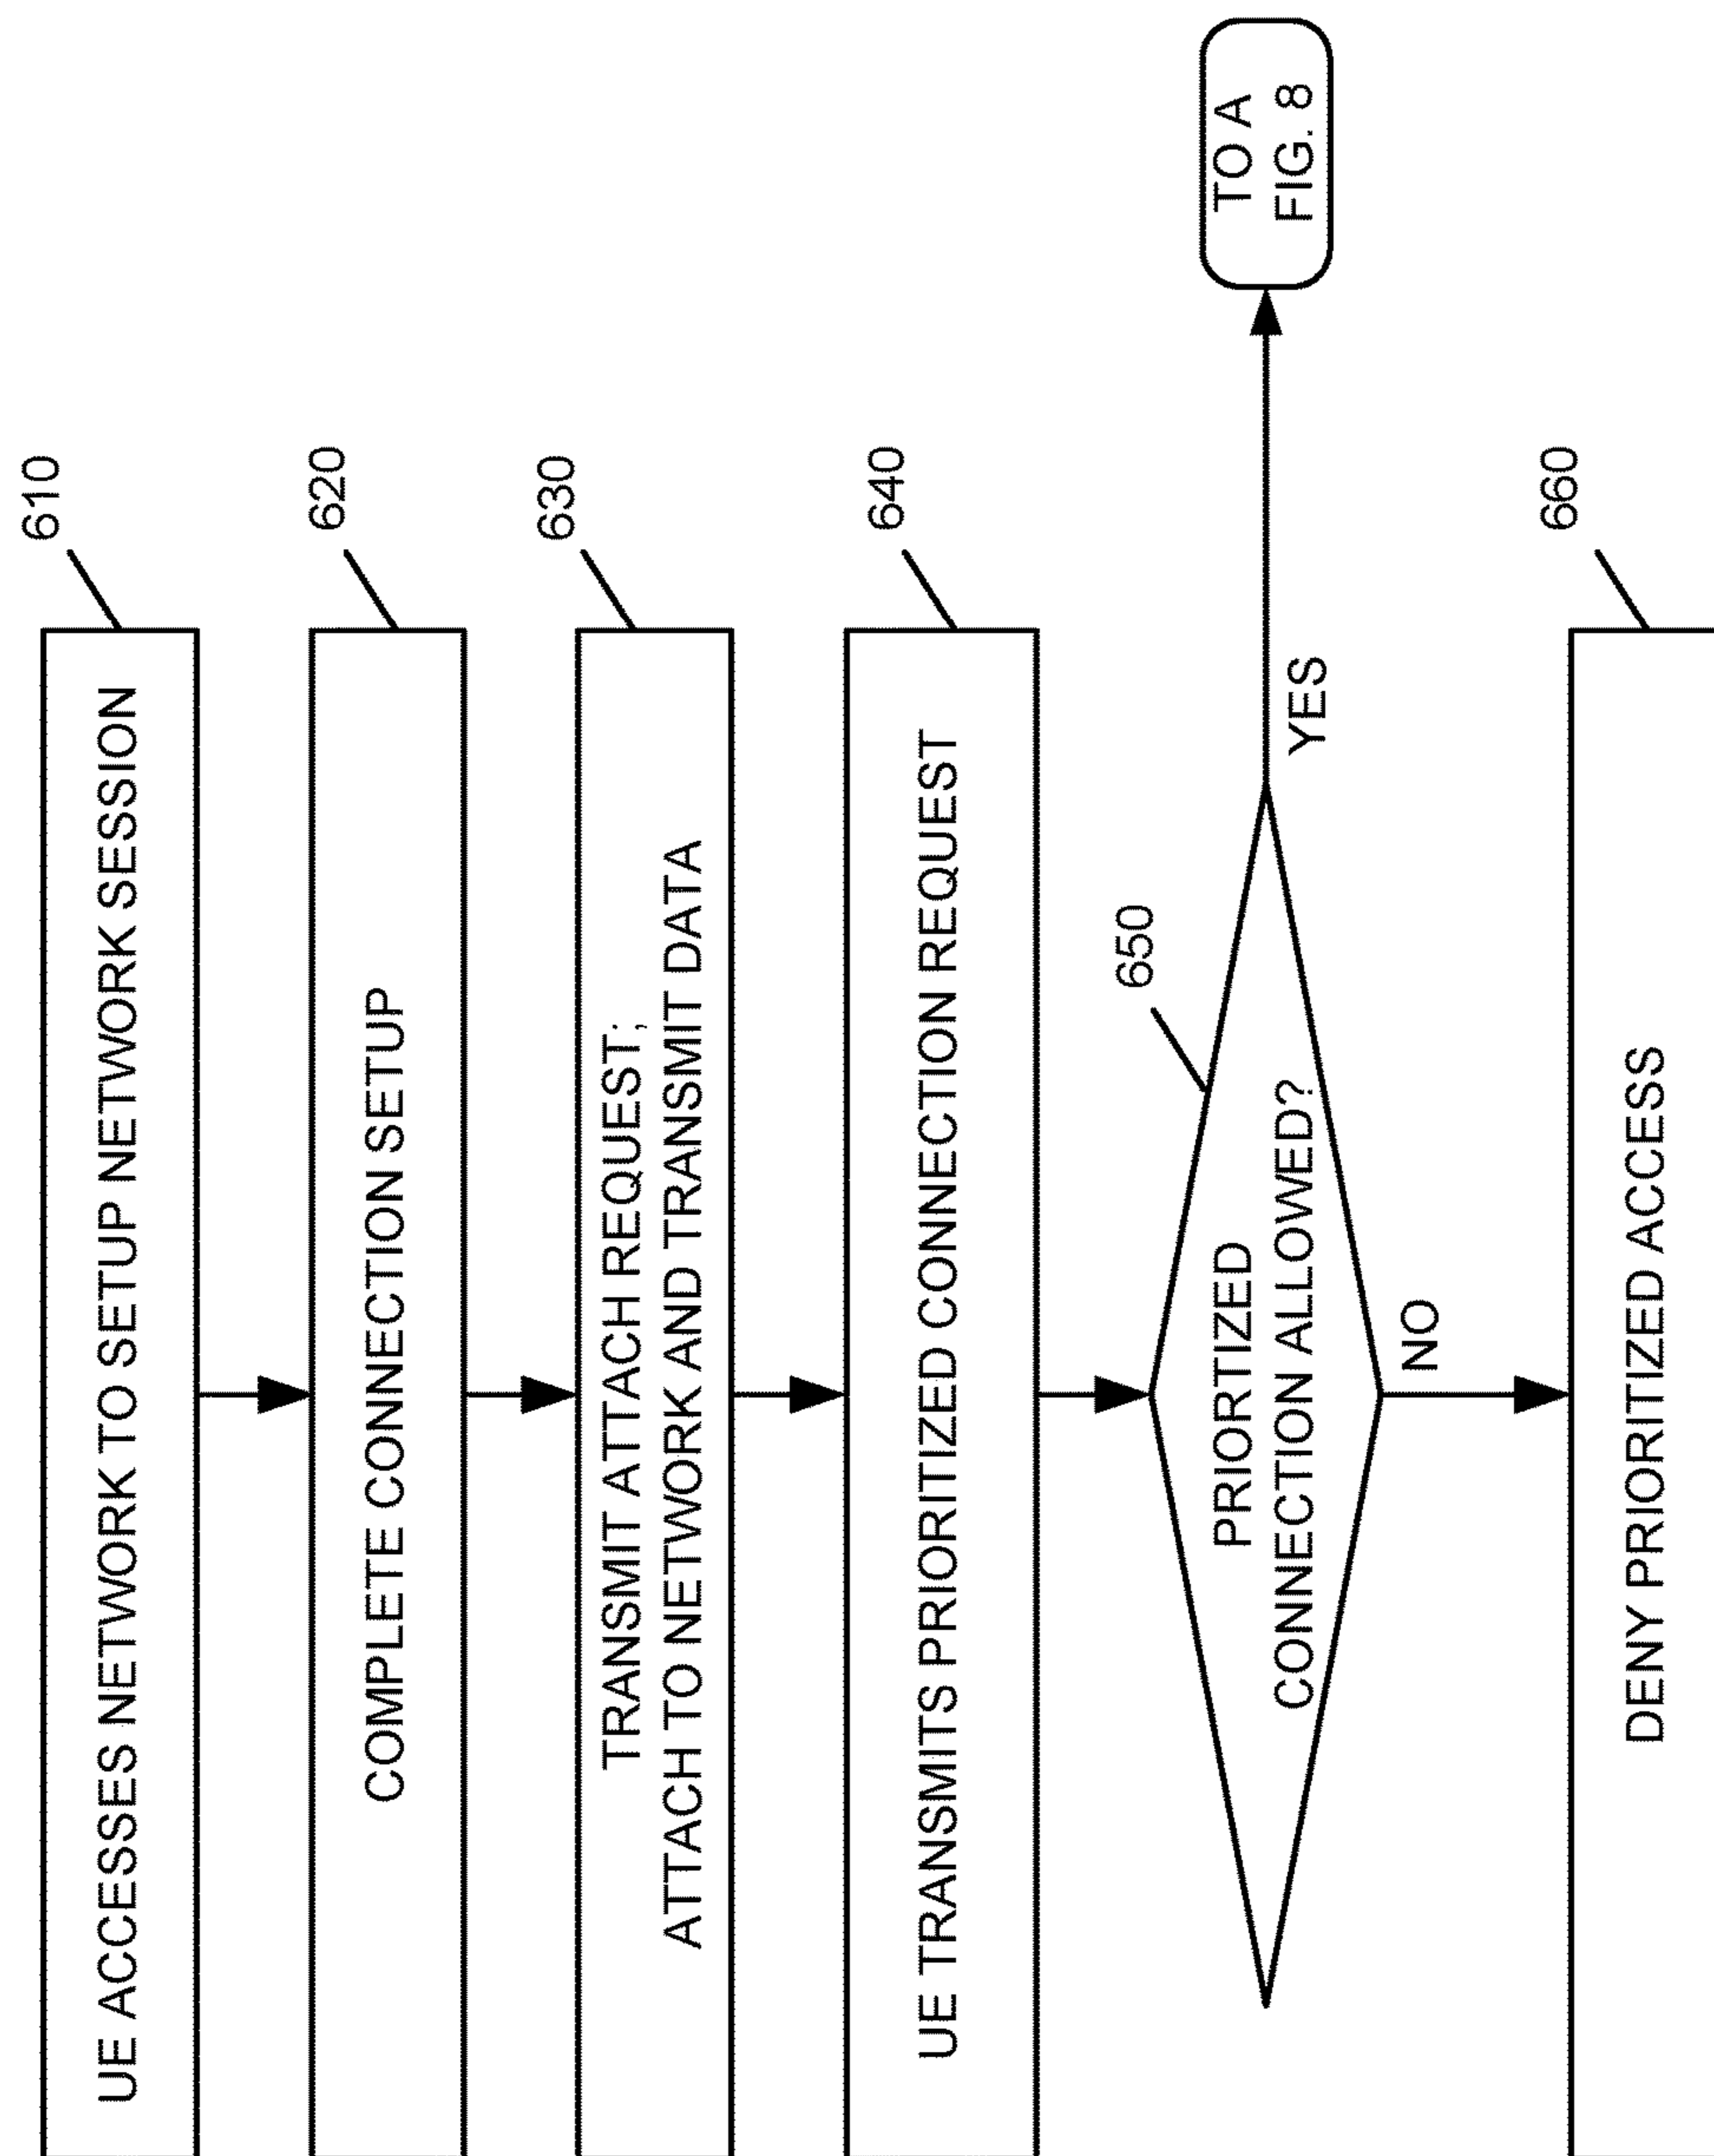 610
UE ACCESSES NETWORK TO SETUP NETWORK SESSION
620
COMPLETE CONNECTION SETUP
630
TRANSMIT ATTACH REQUEST;
ATTACH TO NETWORK AND TRANSMIT DATA
640
UE TRANSMITS PRIORITIZED CONNECTION REQUEST
650
PRIORTIZED
CONNECTION ALLOWED?
YES
TO A
FIG. 8
NO
660
DENY PRIORITIZED ACCESS